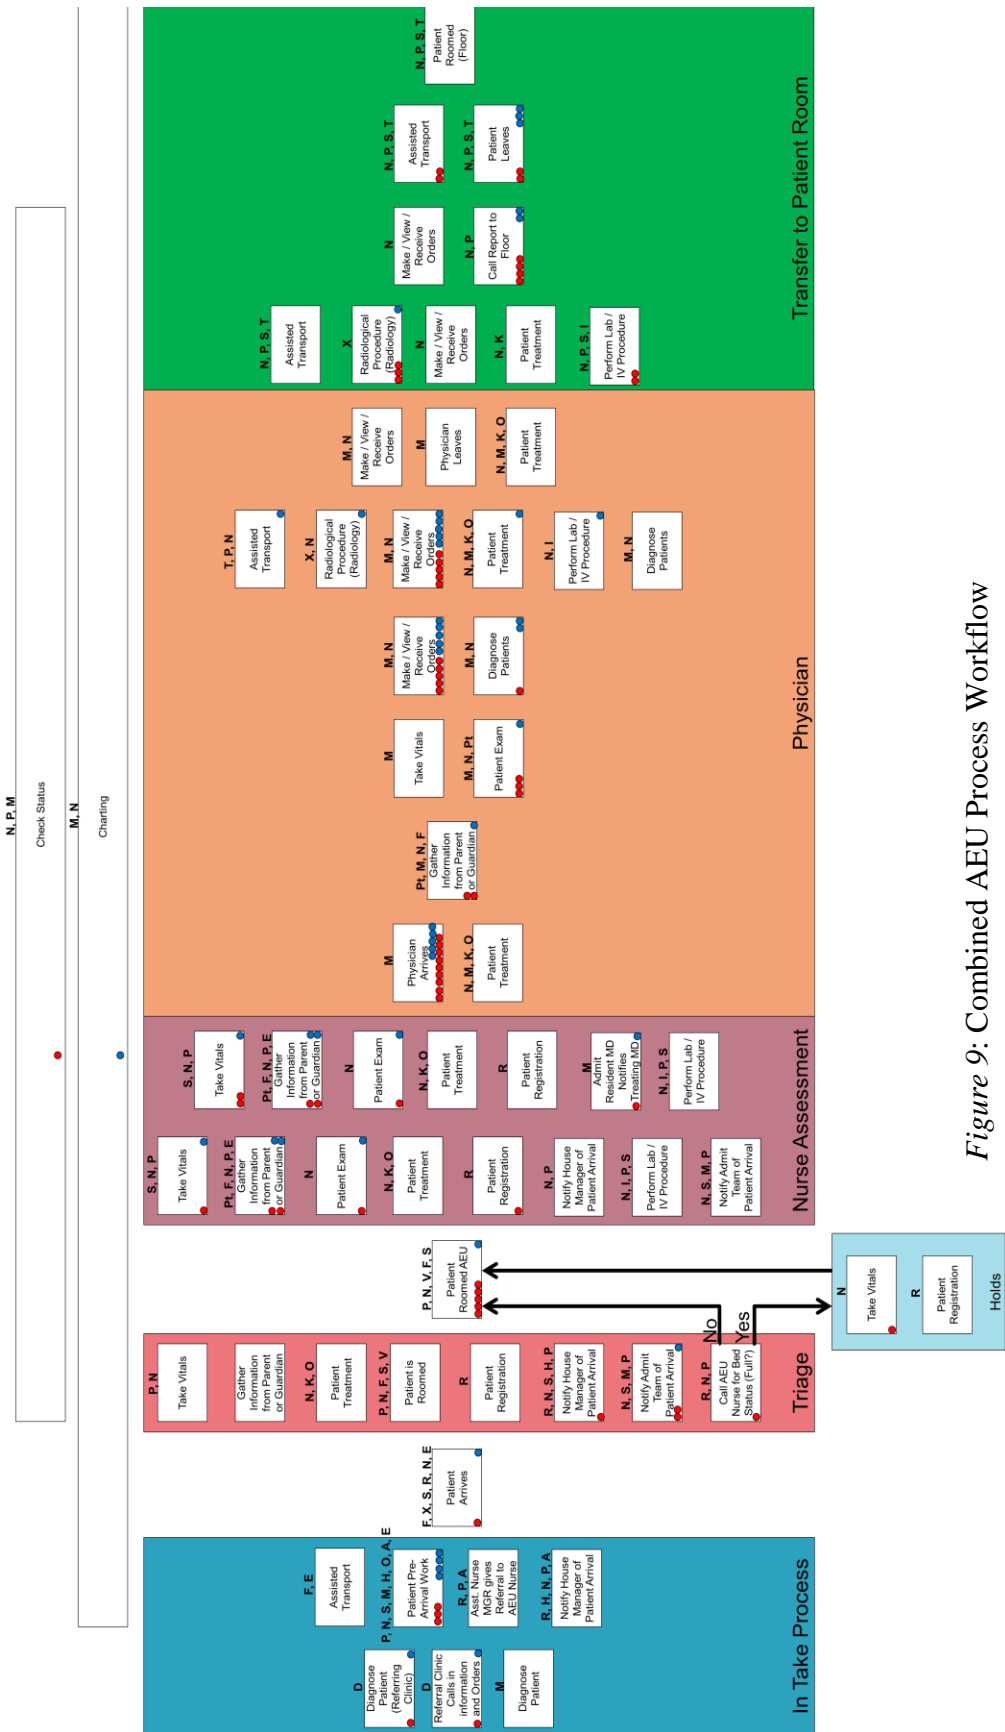 N, P, M
Check Status
M, N
Charting
In Take Process
D
Diagnose
Patient
(Referring
Clinic)
D
Referral Clinic
Calls in
information
and Orders
M
Diagnose
Patient
F, E
Assisted
Transport
P, N, S, M, H, O, A, E
Patient Pre-
Arrival Work
R, P, A
Asst. Nurse
MGR gives
Referral to
AEU Nurse
R, H, N, P, A
Notify House
Manager of
Patient Arrival
F, X, S, R, N, E
Patient
Arrives
Triage
P, N
Take Vitals
Gather
Information
from Parent
or Guardian
N, K, O
Patient
Treatment
P, N, F, S, V
Patient is
Roomed
R
Patient
Registration
R, N, S, H, P
Notify House
Manager of
Patient Arrival
N, S, M, P
Notify Admit
Team of
Patient Arrival
R, N, P
Call AEU
Nurse for Bed
Status (Full?)
No
Yes
P, N, V, F, S
Patient
Roomed AEU
Holds
N
Take Vitals
R
Patient
Registration
Nurse Assessment
S, N, P
Take Vitals
Pt, F, N, P, E
Gather
Information
from Parent
or Guardian
N
Patient Exam
N, K, O
Patient
Treatment
R
Patient
Registration
N, P
Notify House
Manager of
Patient Arrival
N, I, P, S
Perform Lab /
IV Procedure
N, S, M, P
Notify Admit
Team of
Patient Arrival
S, N, P
Take Vitals
Pt, F, N, P, E
Gather
Information
from Parent
or Guardian
N
Patient Exam
N, K, O
Patient
Treatment
R
Patient
Registration
M
Admit
Resident MD
Notifies
Treating MD
N, I, P, S
Perform Lab /
IV Procedure
Physician
M
Physician
Arrives
N, M, K, O
Patient
Treatment
Pt, M, N, F
Gather
Information
from Parent
or Guardian
M
Take Vitals
M, N, Pt
Patient Exam
M, N
Make / View /
Receive
Orders
M, N
Diagnose
Patients
T, P, N
Assisted
Transport
X, N
Radiological
Procedure
(Radiology)
M, N
Make / View /
Receive
Orders
N, M, K, O
Patient
Treatment
N, I
Perform Lab /
IV Procedure
M, N
Diagnose
Patients
M, N
Make / View /
Receive
Orders
M
Physician
Leaves
N, M, K, O
Patient
Treatment
Transfer to Patient Room
N, P, S, T
Assisted
Transport
X
Radiological
Procedure
(Radiology)
N
Make / View /
Receive
Orders
N, K
Patient
Treatment
N, P, S, I
Perform Lab /
IV Procedure
N
Make / View /
Receive
Orders
N, P
Call Report to
Floor
N, P, S, T
Assisted
Transport
N, P, S, T
Patient
Leaves
N, P, S, T
Patient
Roomed
(Floor)
Figure 9: Combined AEU Process Workflow